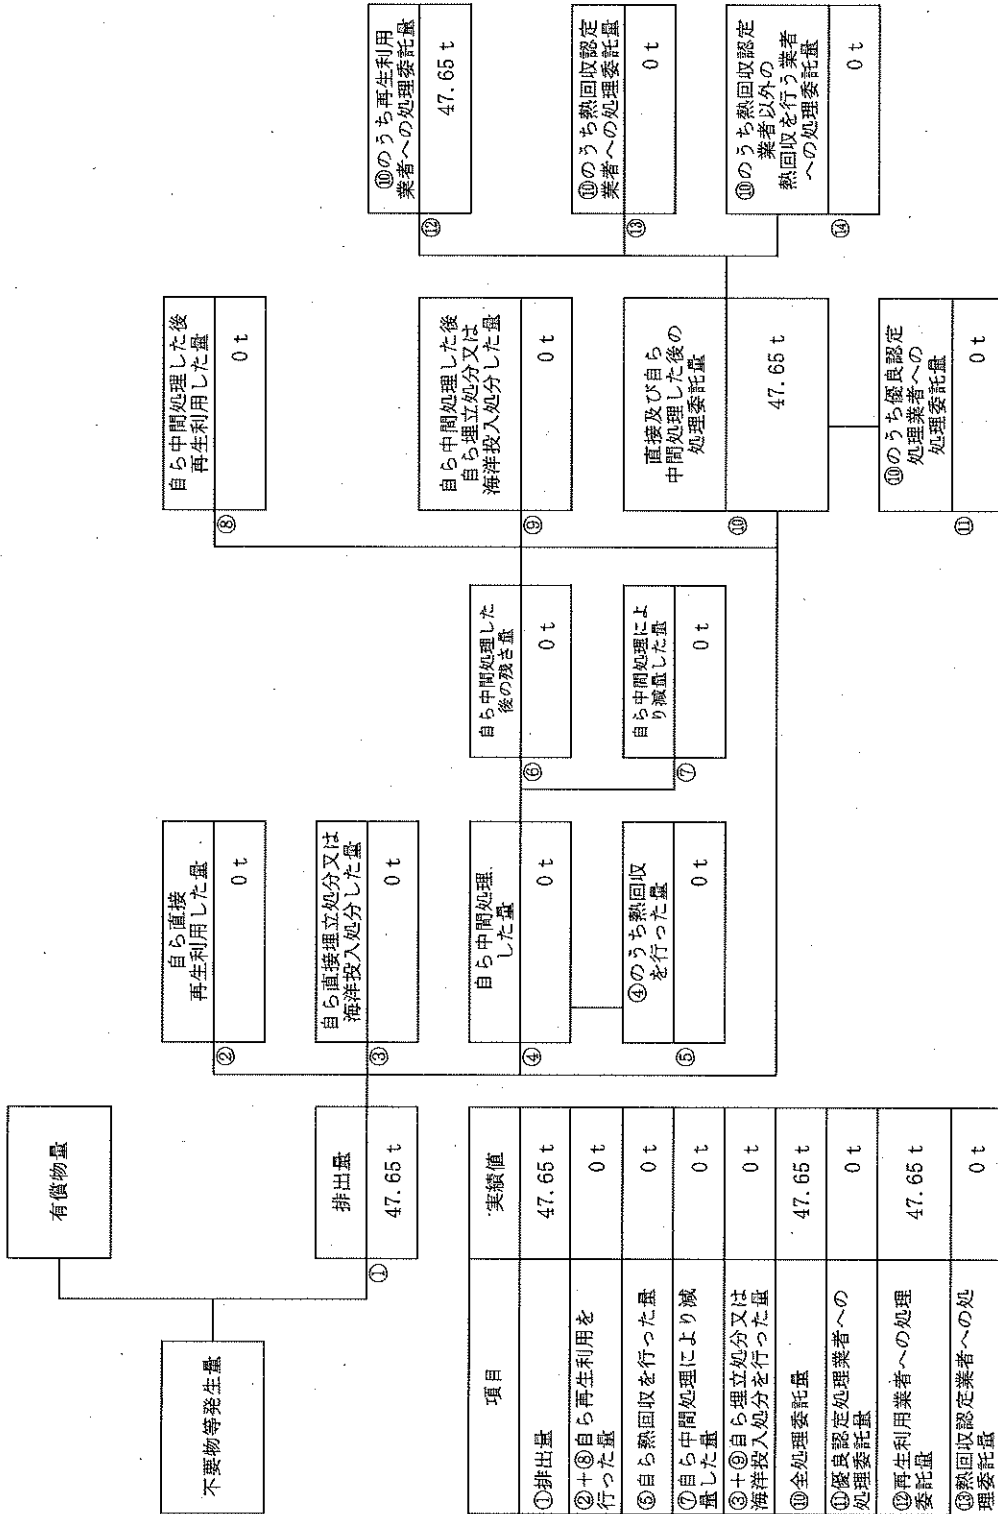 不要物等発生量
有償物量
排出量
①
47.65 t
自ら直接
再生利用した量
②
0 t
自ら直接埋立処分又は
海洋投入処分した量
③
0 t
自ら中間処理
した量
④
0 t
④のうち熱回収
を行った量
⑤
0 t
自ら中間処理した
後の残さ量
⑥
0 t
自ら中間処理によ
り減量した量
⑦
0 t
自ら中間処理した後
再生利用した量
⑧
0 t
自ら中間処理した後
自ら埋立処分又は
海洋投入処分した量
⑨
0 t
直接及び自ら
中間処理した後の
処理委託量
⑩
47.65 t
⑩のうち優良認定
処理業者への
処理委託量
⑪
0 t
⑩のうち再生利用
業者への処理委託量
⑫
47.65 t
⑩のうち熱回収認定
業者への処理委託量
⑬
0 t
⑩のうち熱回収認定
業者以外の
熱回収を行う業者
への処理委託量
⑭
0 t
項目 実績値
①排出量 47.65 t
②+⑧自ら再生利用を
行った量 0 t
⑤自ら熱回収を行った量 0 t
⑦自ら中間処理により減
量した量 0 t
③+⑨自ら埋立処分又は
海洋投入処分を行った量 0 t
⑩全処理委託量 47.65 t
⑪優良認定処理業者への
処理委託量 0 t
⑫再生利用業者への処理
委託量 47.65 t
⑬熱回収認定業者への処
理委託量 0 t